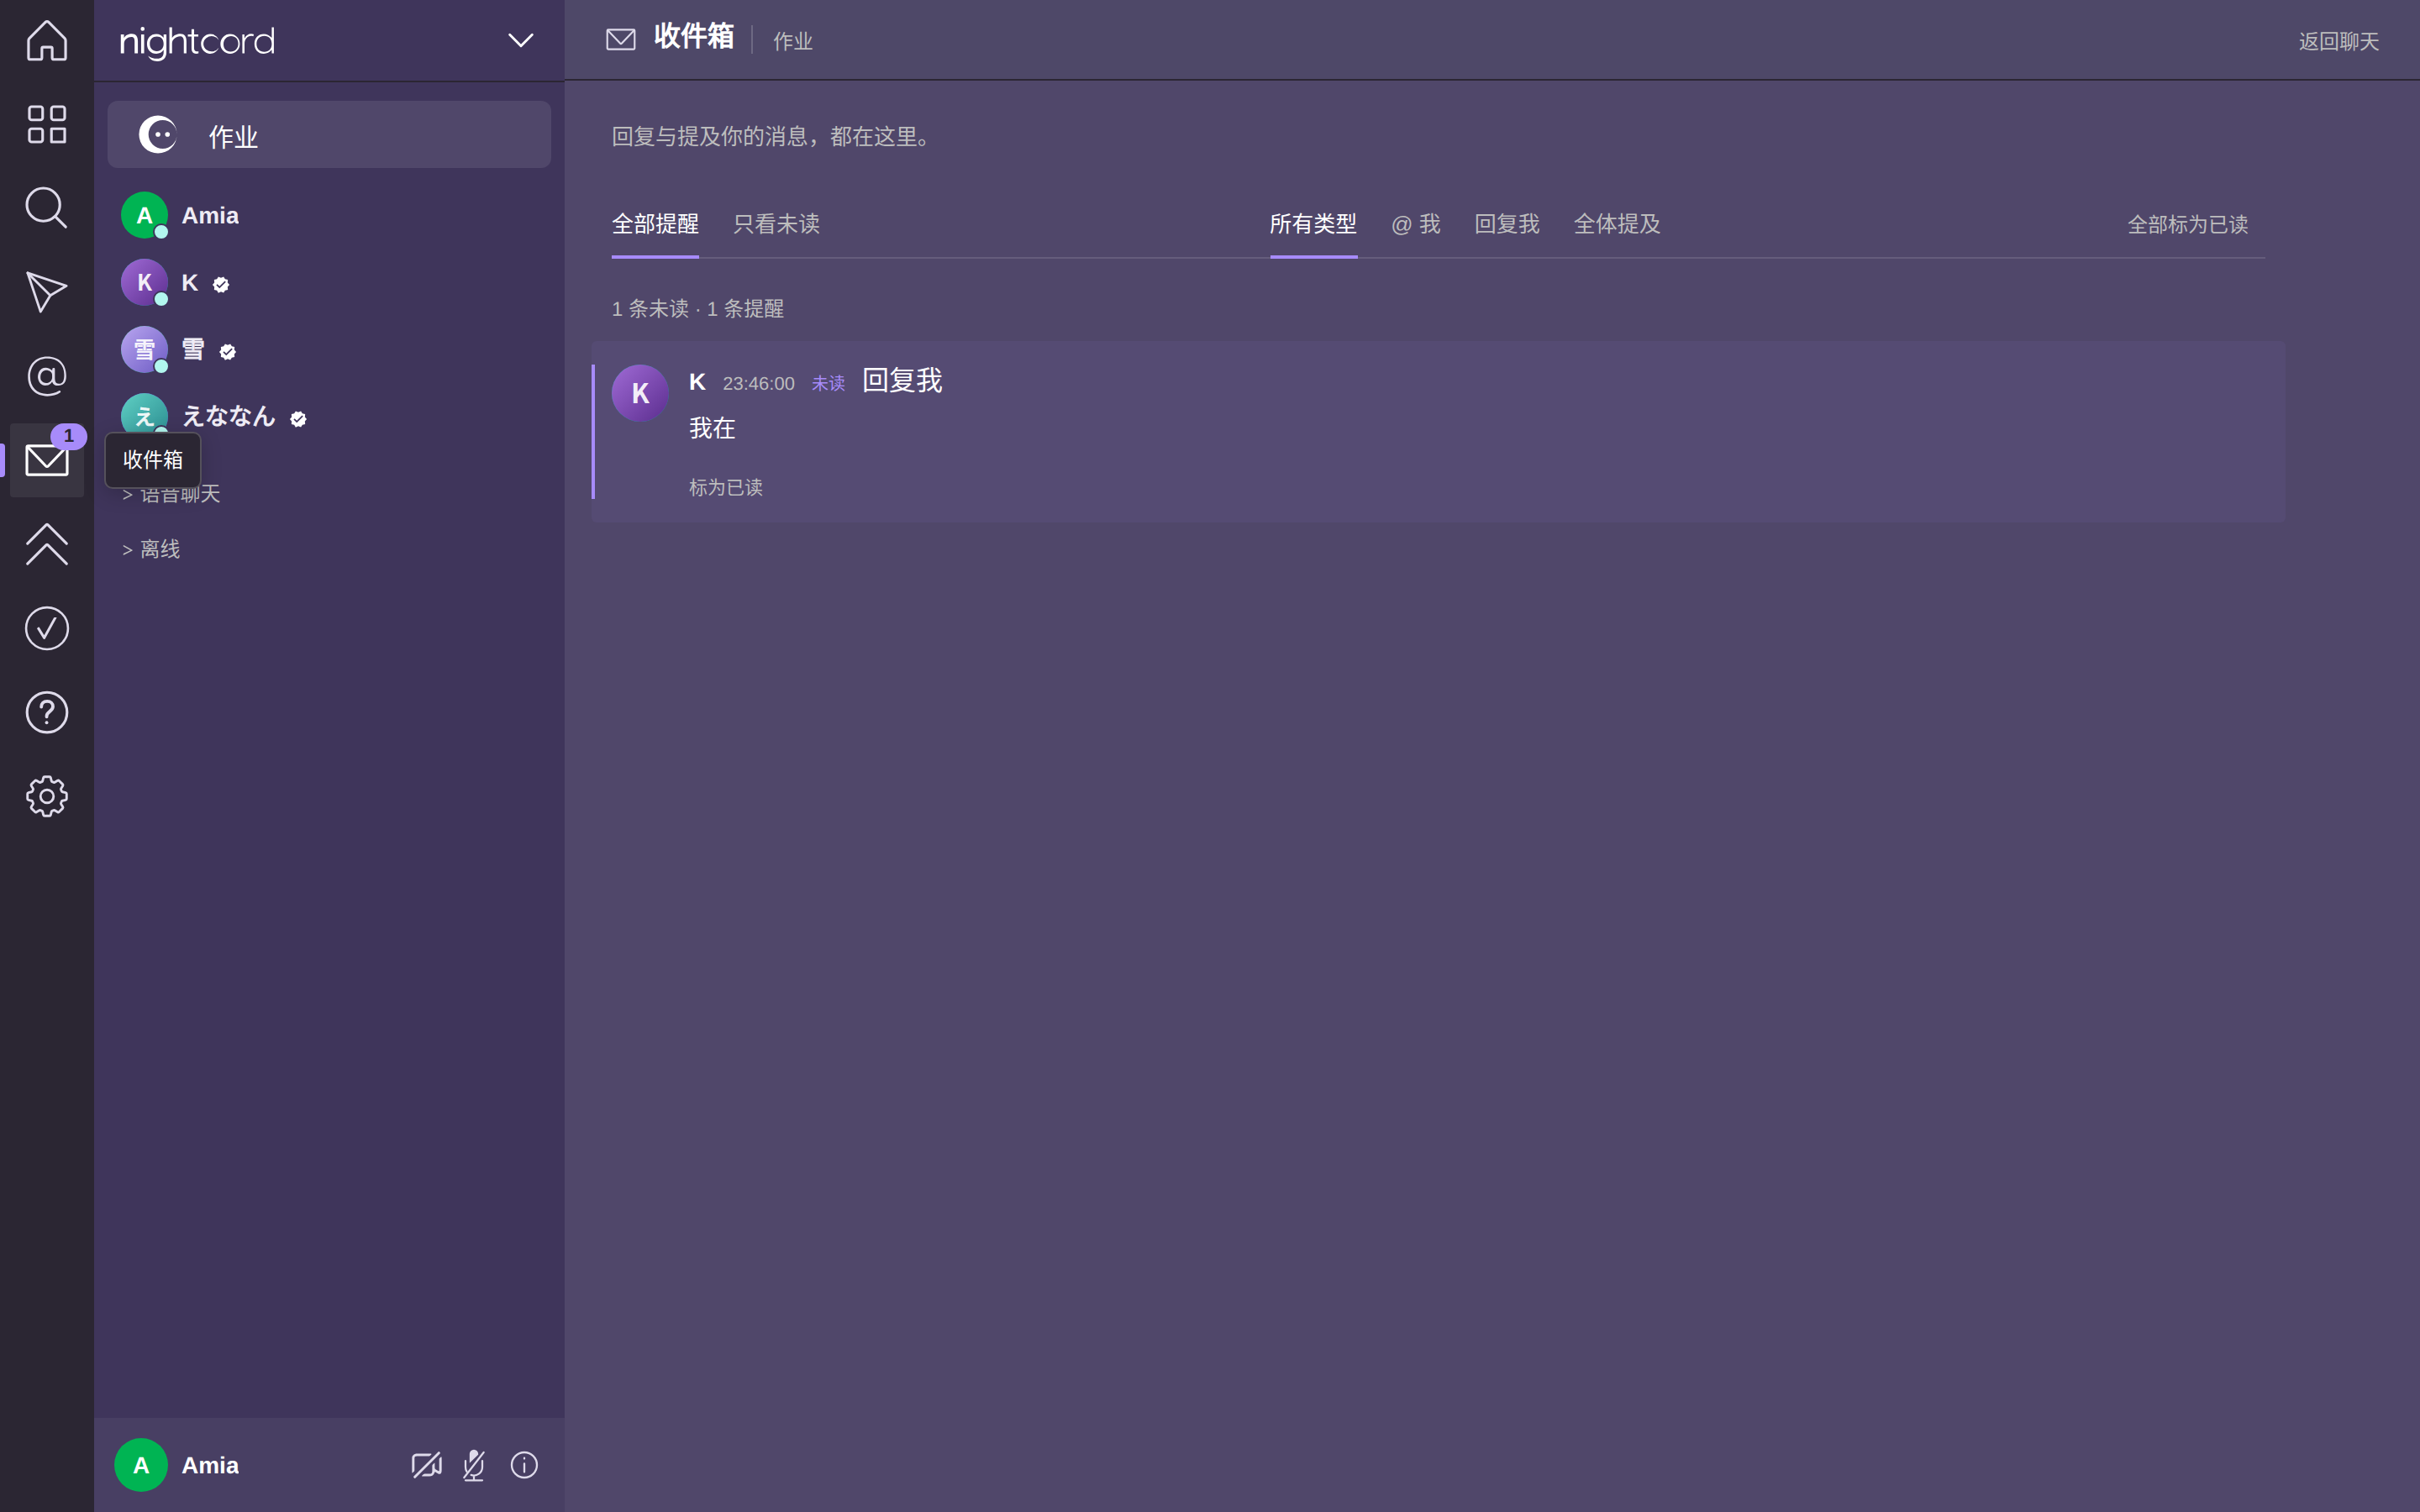 nightcord
作业
A Amia
K K
雪 雪
え えななん
1
收件箱
> 语音聊天
> 离线
A Amia
收件箱 作业
返回聊天
回复与提及你的消息，都在这里。
全部提醒 只看未读 所有类型 @ 我 回复我 全体提及 全部标为已读
1 条未读 · 1 条提醒
K K 23:46:00 未读 回复我
我在
标为已读